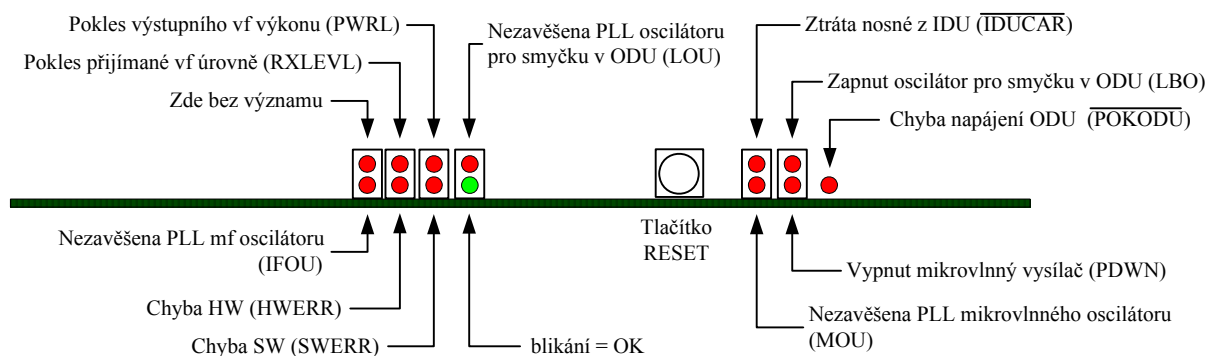 Pokles výstupního vf výkonu (PWRL)
Pokles přijímané vf úrovně (RXLEVL)
Zde bez významu
Nezavěšena PLL oscilátoru
pro smyčku v ODU (LOU)
Ztráta nosné z IDU (IDUCAR)
Zapnut oscilátor pro smyčku v ODU (LBO)
Chyba napájení ODU (POKODU)
Nezavěšena PLL mf oscilátoru
(IFOU)
Chyba HW (HWERR)
Chyba SW (SWERR)
blikání = OK
Tlačítko
RESET
Vypnut mikrovlnný vysílač (PDWN)
Nezavěšena PLL mikrovlnného oscilátoru
(MOU)